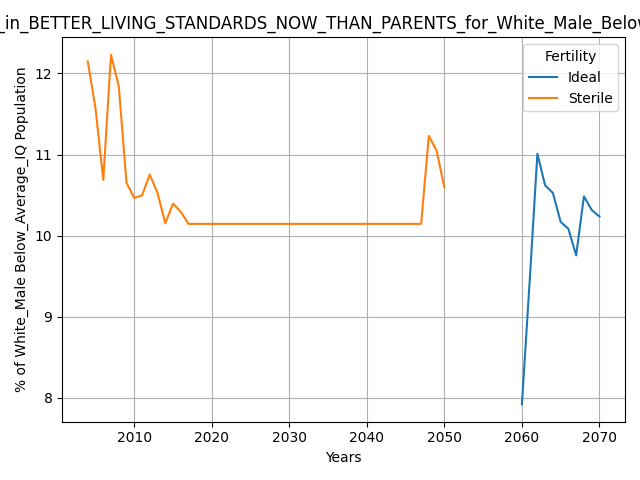 _in_BETTER_LIVING_STANDARDS_NOW_THAN_PARENTS_for_White_Male_Below
% of White_Male Below_Average_IQ Population
12
11
10
9
8
Fertility
Ideal
Sterile
2010 2020 2030 2040 2050 2060 2070
Years